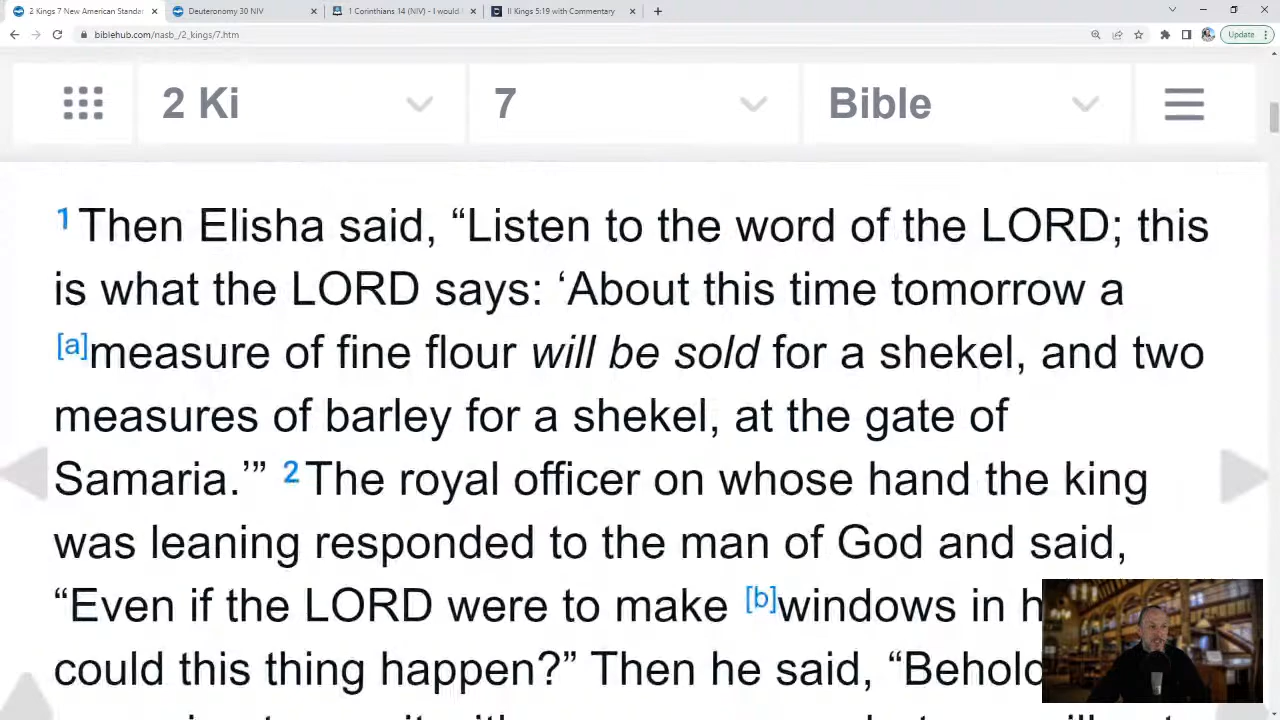 2 Kings 7 New American Standa
Deuteronomy 30 NIV
1 Corinthians 14 (NIV) - I would
II Kings 5:19 with Commentary
biblehub.com/nasb_/2_kings/7.htm
Update
2 Ki
7
Bible
1 Then Elisha said, “Listen to the word of the LORD; this
is what the LORD says: ‘About this time tomorrow a
[a]measure of fine flour will be sold for a shekel, and two
measures of barley for a shekel, at the gate of
Samaria.’” 2 The royal officer on whose hand the king
was leaning responded to the man of God and said,
“Even if the LORD were to make [b]windows in h
could this thing happen?” Then he said, “Behold